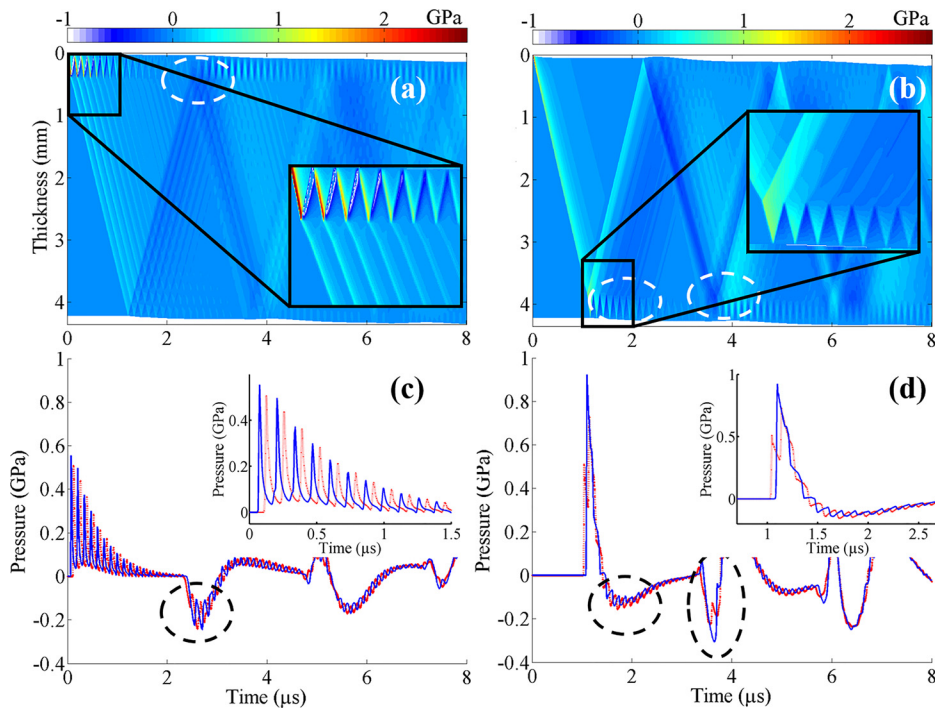 -1 0 1 2 GPa
-1 0 1 2 GPa
(a)
0
1
2
3
4
Thickness (mm)
0 2 4 6 8
(b)
0
1
2
3
4
0 2 4 6 8
(c)
1
0.8
0.6
0.4
0.2
0
-0.2
-0.4
Pressure (GPa)
0 2 4 6 8
Time (µs)
0.4
0.2
0
Pressure (GPa)
0 0.5 1 1.5
Time (µs)
(d)
1
0.8
0.6
0.4
0.2
0
-0.2
-0.4
Pressure (GPa)
0 2 4 6 8
Time (µs)
1
0.5
0
Pressure (GPa)
1 1.5 2 2.5
Time (µs)